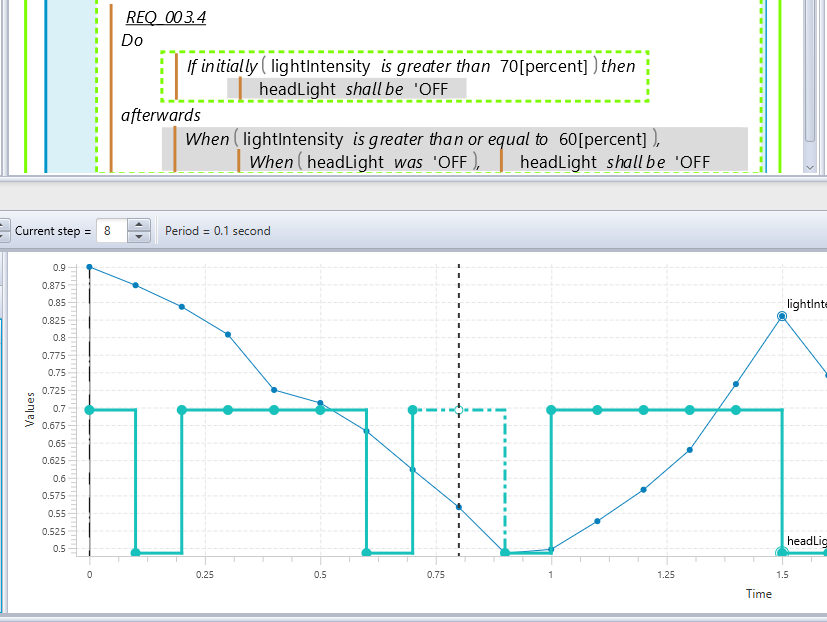 REQ_003.4
Do
If initially ( lightIntensity is greater than 70[percent] ) then
headLight shall be 'OFF
afterwards
When ( lightIntensity is greater than or equal to 60[percent] ),
When ( headLight was 'OFF ), headLight shall be 'OFF
Current step = 8 Period = 0.1 second
0.9
0.875
0.85
0.825
0.8
0.775
0.75
0.725
0.7
0.675
0.65
0.625
0.6
0.575
0.55
0.525
0.5
Values
lightInte
headLig
0 0.25 0.5 0.75 1 1.25 1.5
Time